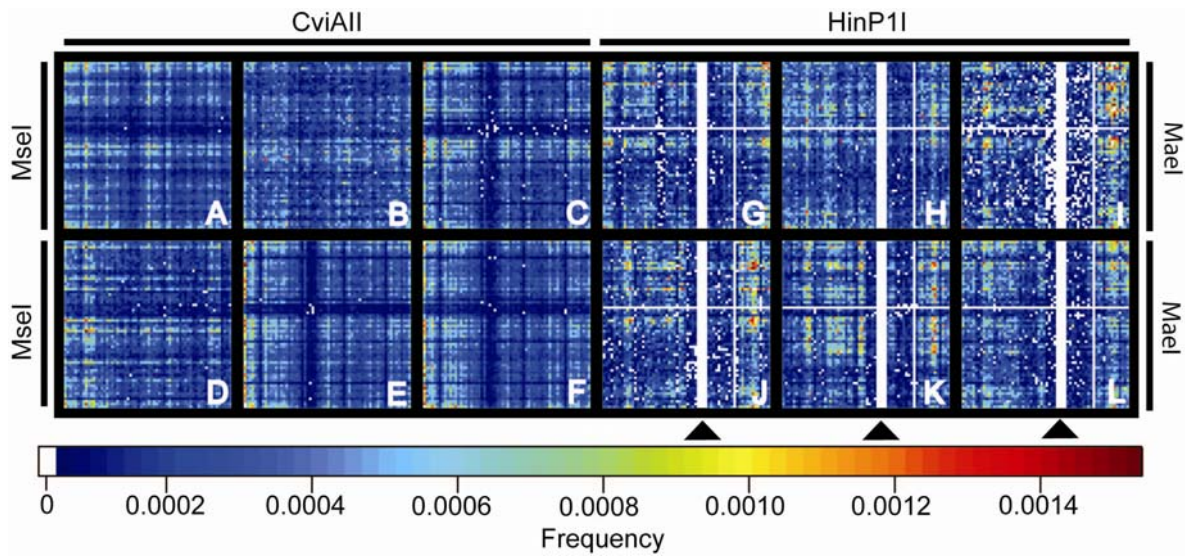 CviAII HinP1I
MseI A B C G H I MaeI
MseI D E F J K L MaeI
0 0.0002 0.0004 0.0006 0.0008 0.0010 0.0012 0.0014
Frequency